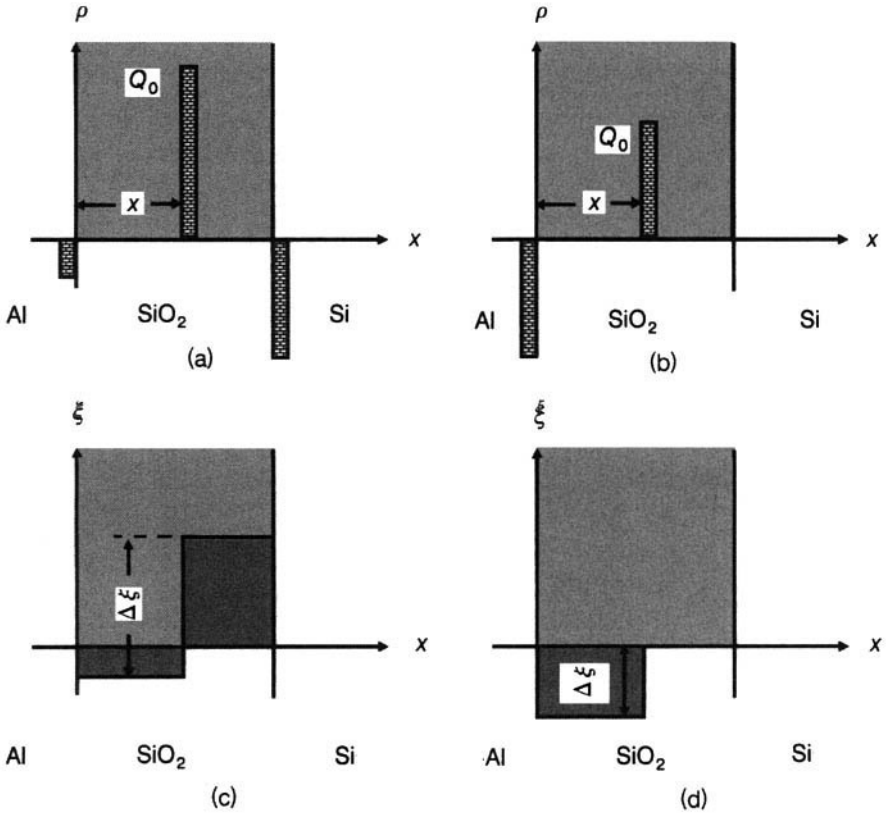 ρ
ρ
Q₀
Q₀
x
x
x
x
Al
SiO₂
Si
Al
SiO₂
Si
(a)
(b)
ξ
ξ
Δξ
Δξ
x
x
Al
SiO₂
Si
Al
SiO₂
Si
(c)
(d)